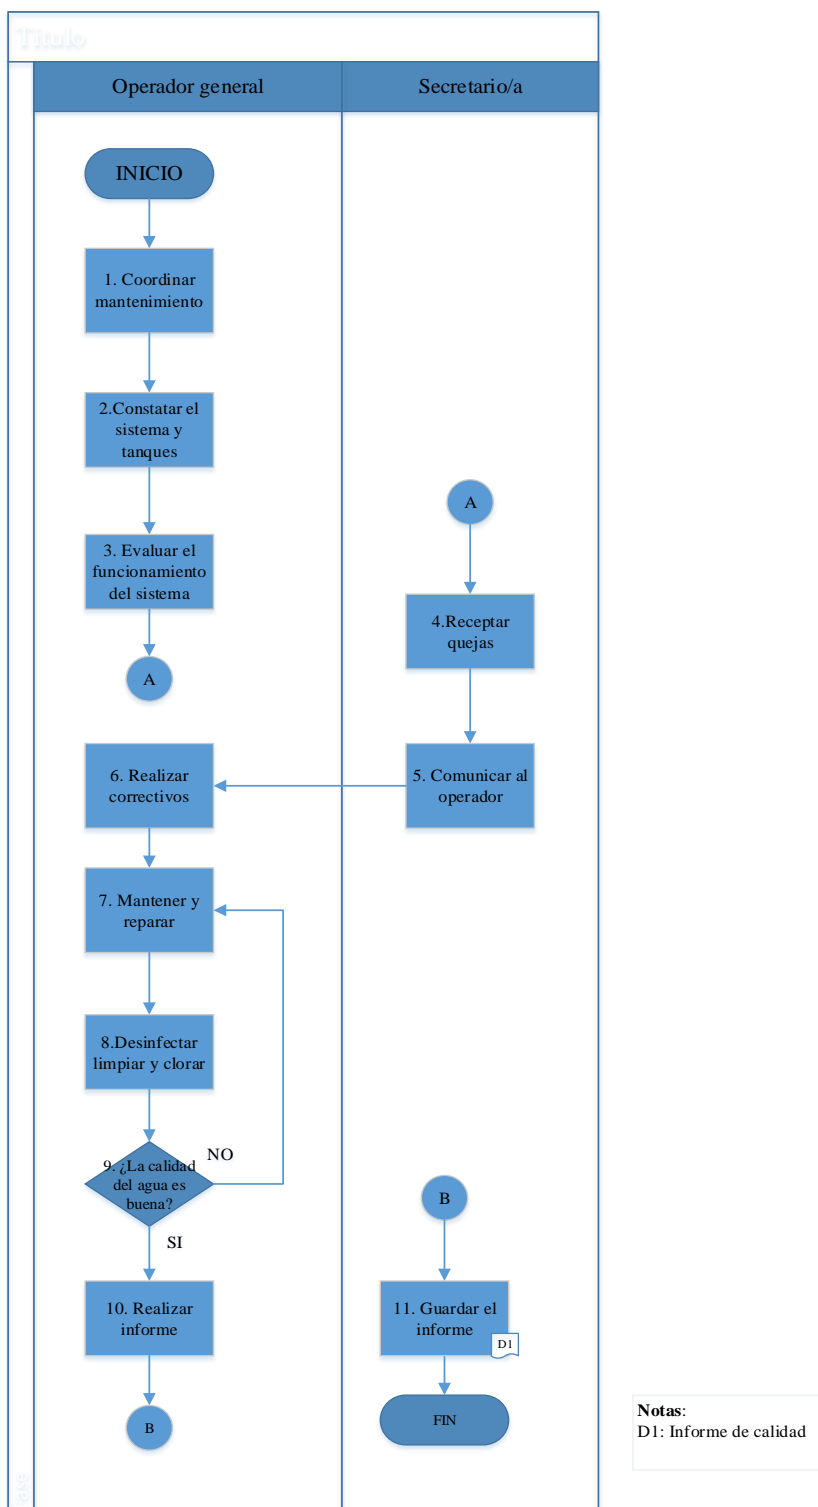 Título
Operador general
Secretario/a
INICIO
1. Coordinar
mantenimiento
2.Constatar el
sistema y
tanques
3. Evaluar el
funcionamiento
del sistema
A
A
4.Receptar
quejas
5. Comunicar al
operador
6. Realizar
correctivos
7. Mantener y
reparar
8.Desinfectar
limpiar y clorar
9. ¿La calidad
del agua es
buena?
NO
SI
10. Realizar
informe
B
B
11. Guardar el
informe
D1
FIN
Notas:
D1: Informe de calidad